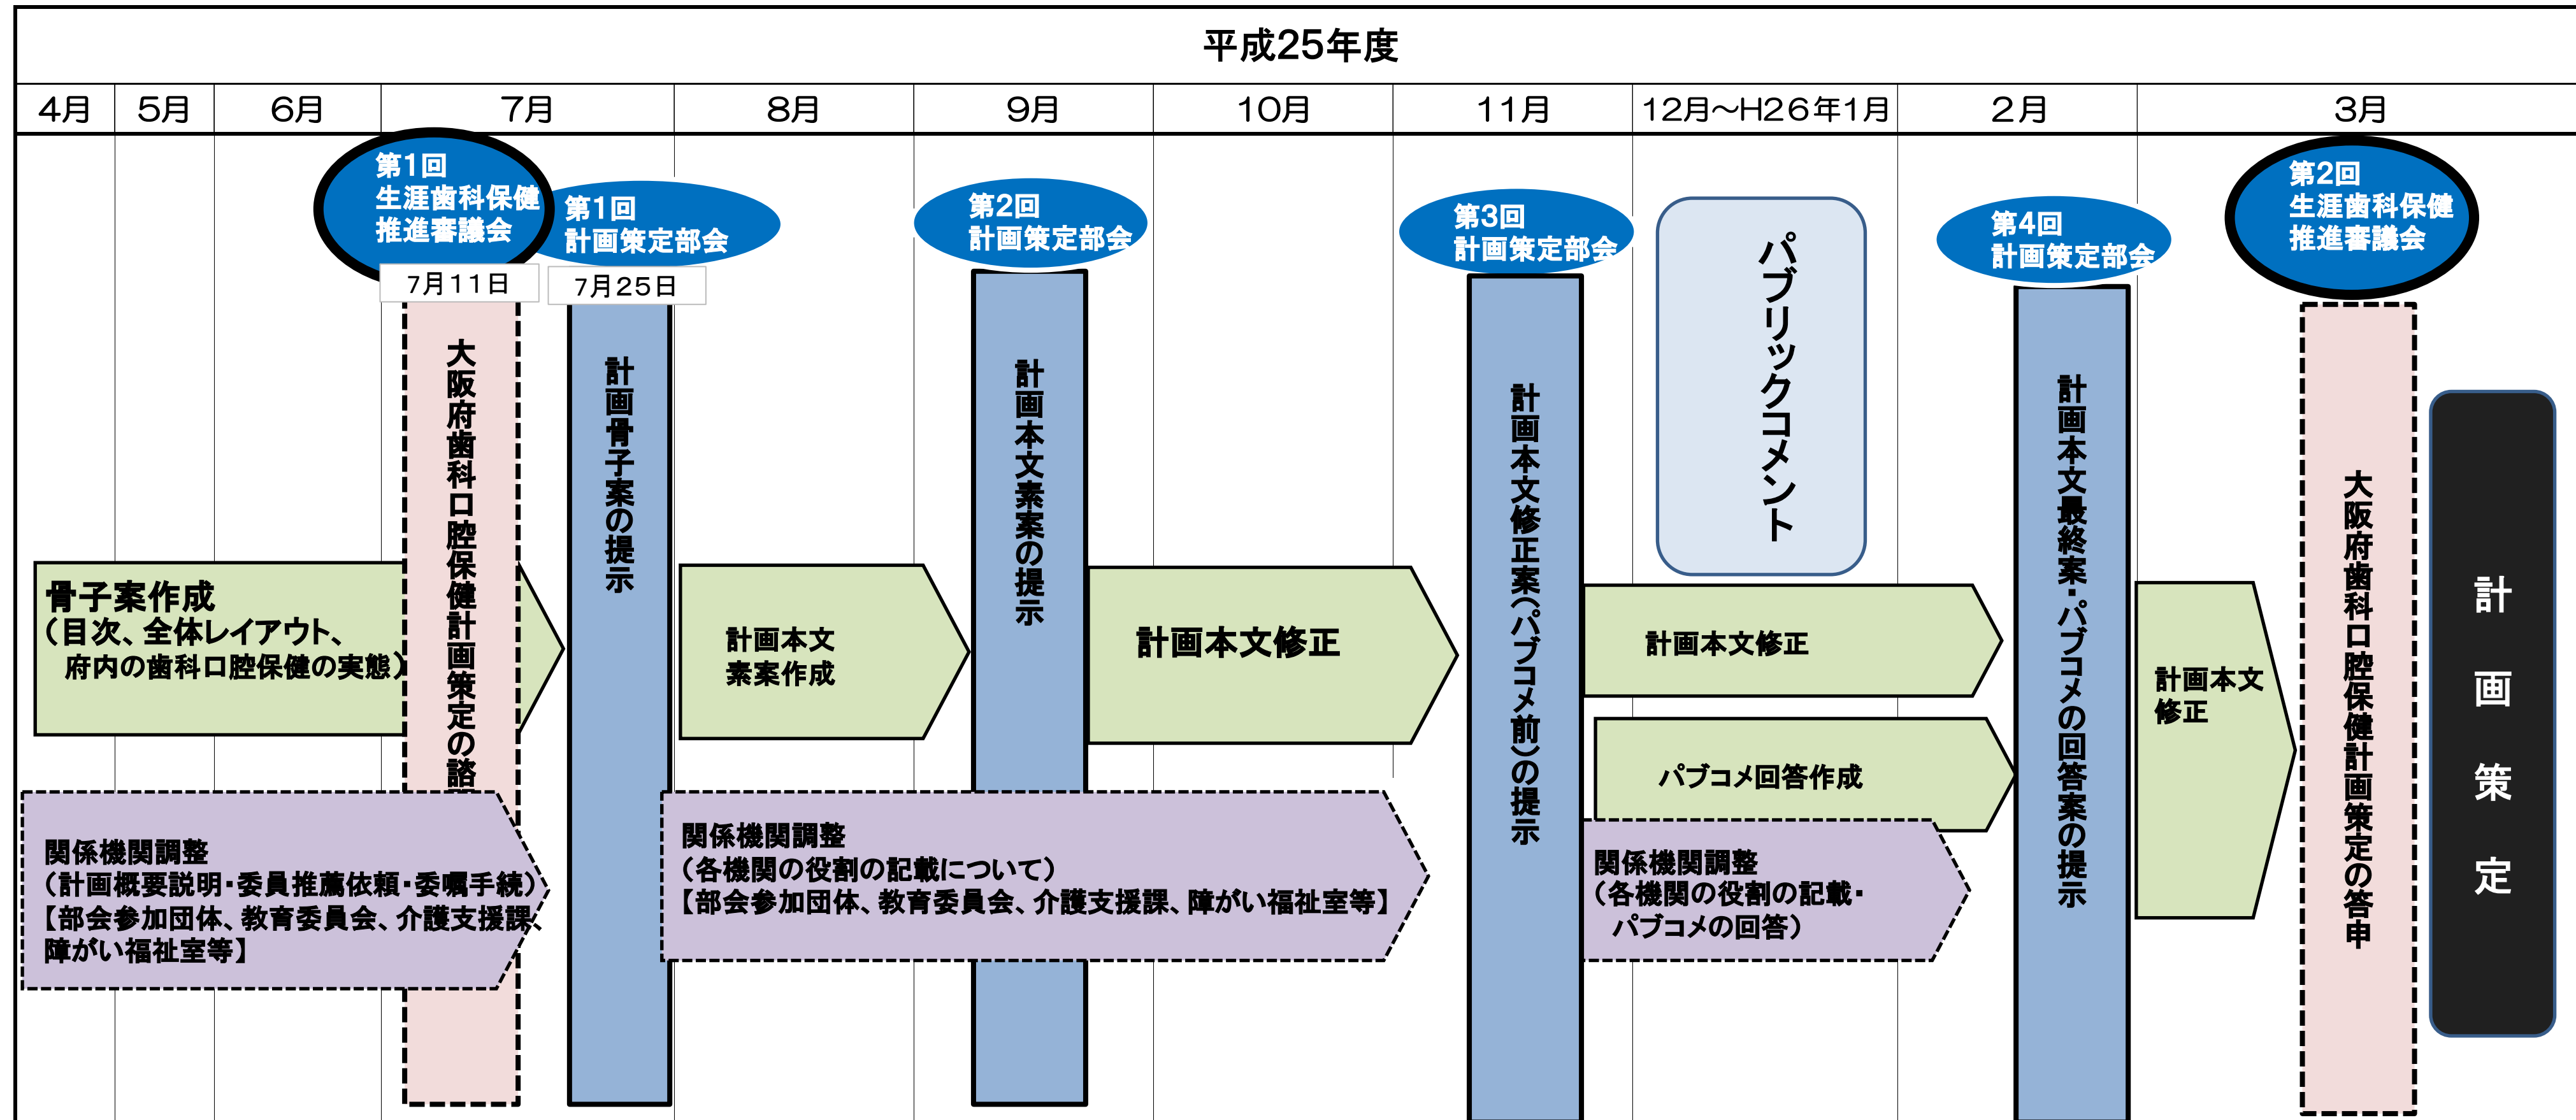 平成25年度
4月
5月
6月
7月
8月
9月
10月
11月
12月～H26年1月
2月
3月
第1回
生涯歯科保健
推進審議会
7月11日
第1回
計画策定部会
7月25日
第2回
計画策定部会
第3回
計画策定部会
パブリックコメント
第4回
計画策定部会
第2回
生涯歯科保健
推進審議会
大阪府歯科口腔保健計画策定の諮
計画骨子案の提示
計画本文素案の提示
計画本文修正案（パブコメ前）の提示
計画本文最終案・パブコメの回答案の提示
大阪府歯科口腔保健計画策定の答申
計画策定
骨子案作成
（目次、全体レイアウト、
府内の歯科口腔保健の実態）
計画本文
素案作成
計画本文修正
計画本文修正
パブコメ回答作成
計画本文
修正
関係機関調整
（計画概要説明・委員推薦依頼・委嘱手続）
【部会参加団体、教育委員会、介護支援課、
障がい福祉室等】
関係機関調整
（各機関の役割の記載について）
【部会参加団体、教育委員会、介護支援課、障がい福祉室等】
関係機関調整
（各機関の役割の記載・
パブコメの回答）